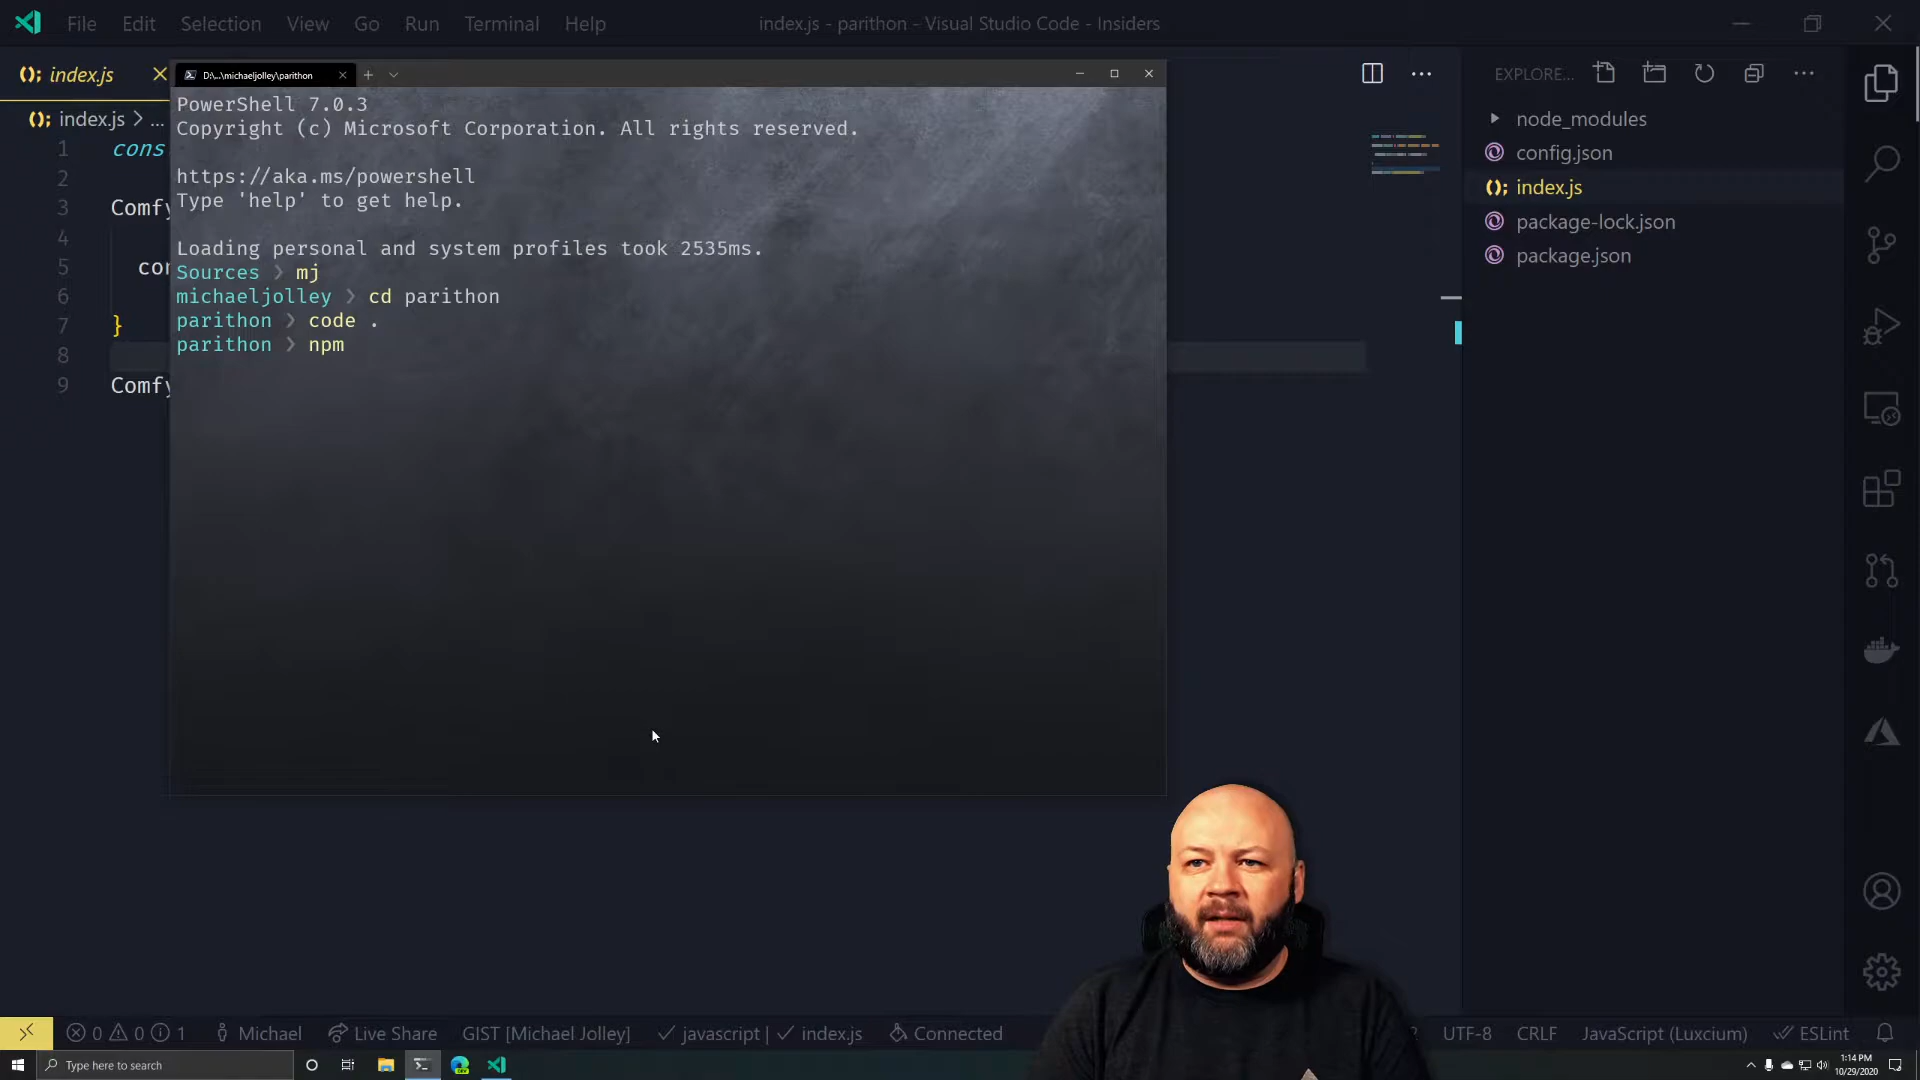 File Edit Selection View Go Run Terminal Help
index.js - parithon - Visual Studio Code - Insiders
index.js
D:\...\michaeljolley\parithon
index.js > ...
1 cons
2
3 Comfy
4
5 con
6
7 }
8
9 Comfy
PowerShell 7.0.3
Copyright (c) Microsoft Corporation. All rights reserved.
https://aka.ms/powershell
Type 'help' to get help.
Loading personal and system profiles took 2535ms.
Sources > mj
michaeljolley > cd parithon
parithon > code .
parithon > npm
EXPLORE...
node_modules
config.json
index.js
package-lock.json
package.json
0 0 1 Michael Live Share GIST [Michael Jolley] javascript | index.js Connected UTF-8 CRLF JavaScript (Luxcium) ESLint
Type here to search
1:14 PM
10/29/2020